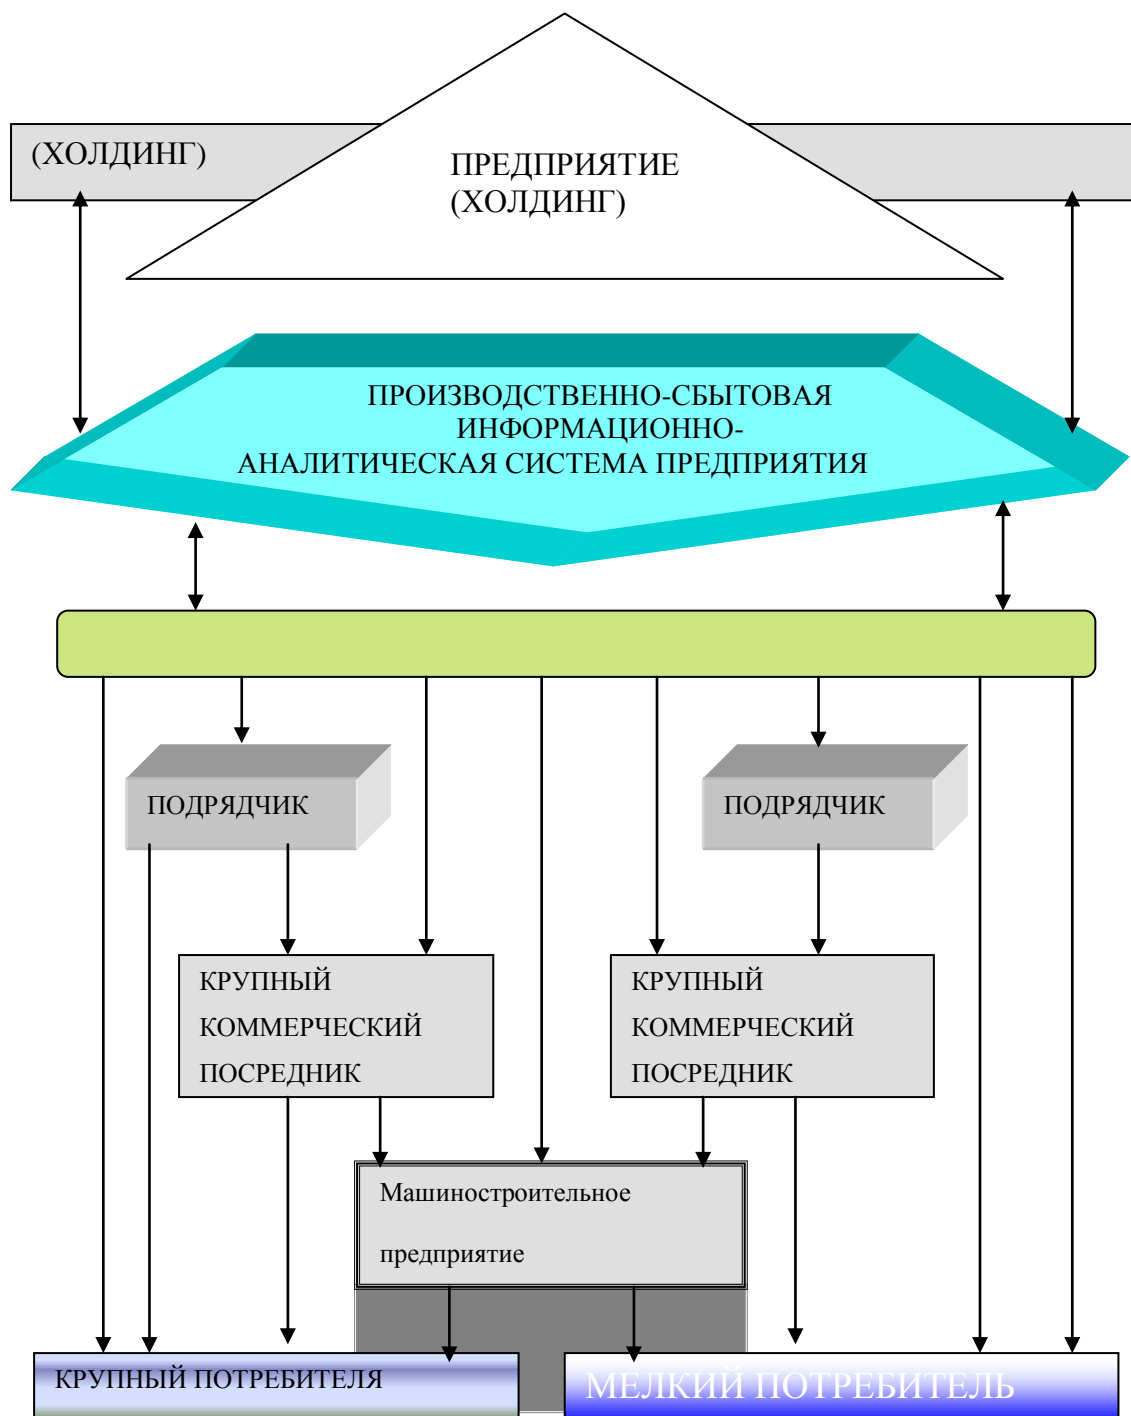 (ХОЛДИНГ)
ПРЕДПРИЯТИЕ
(ХОЛДИНГ)
ПРОИЗВОДСТВЕННО-СБЫТОВАЯ
ИНФОРМАЦИОННО-
АНАЛИТИЧЕСКАЯ СИСТЕМА ПРЕДПРИЯТИЯ
ПОДРЯДЧИК
ПОДРЯДЧИК
КРУПНЫЙ
КОММЕРЧЕСКИЙ
ПОСРЕДНИК
КРУПНЫЙ
КОММЕРЧЕСКИЙ
ПОСРЕДНИК
Машиностроительное
предприятие
КРУПНЫЙ ПОТРЕБИТЕЛЯ
МЕЛКИЙ ПОТРЕБИТЕЛЬ